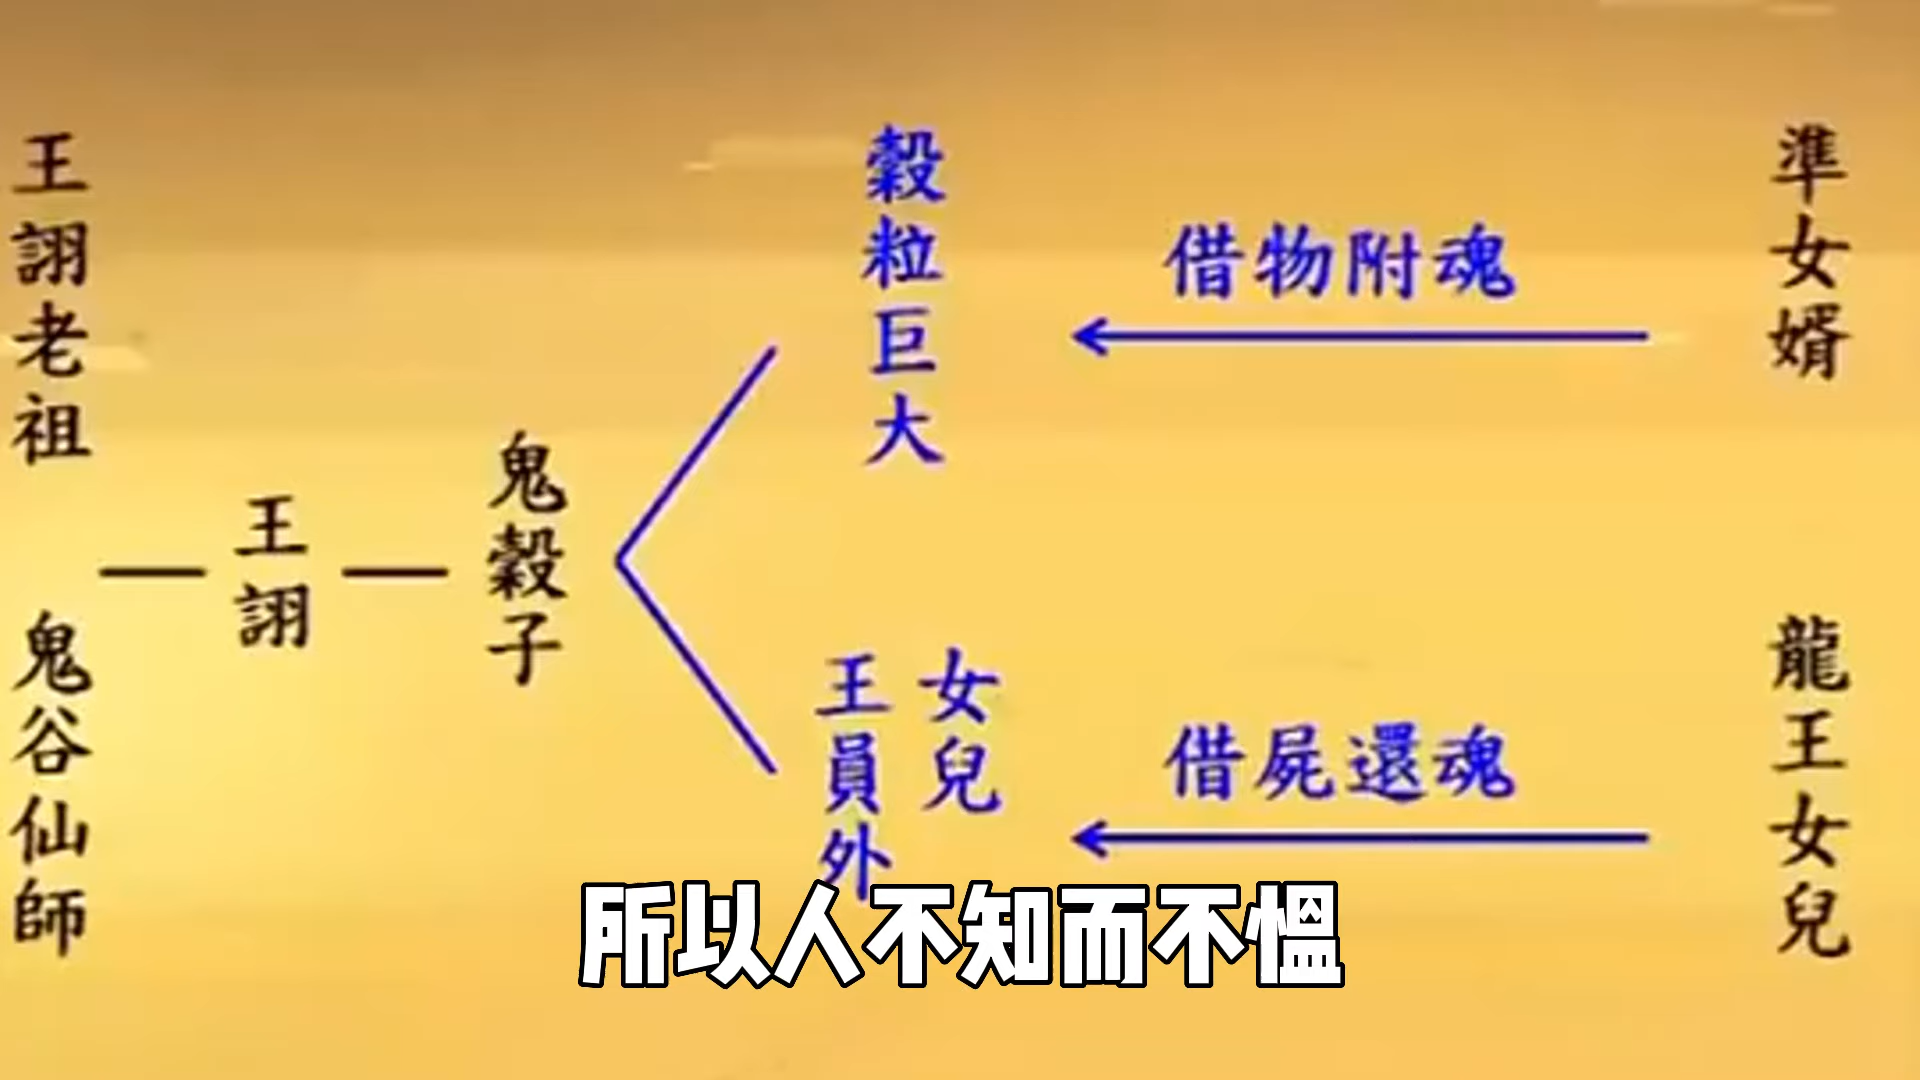 準女婿
龍王女兒
借物附魂
借屍還魂
穀粒巨大
女兒
王員外
鬼穀子
王詡
王詡老祖
鬼谷仙師
所以人不知而不愠